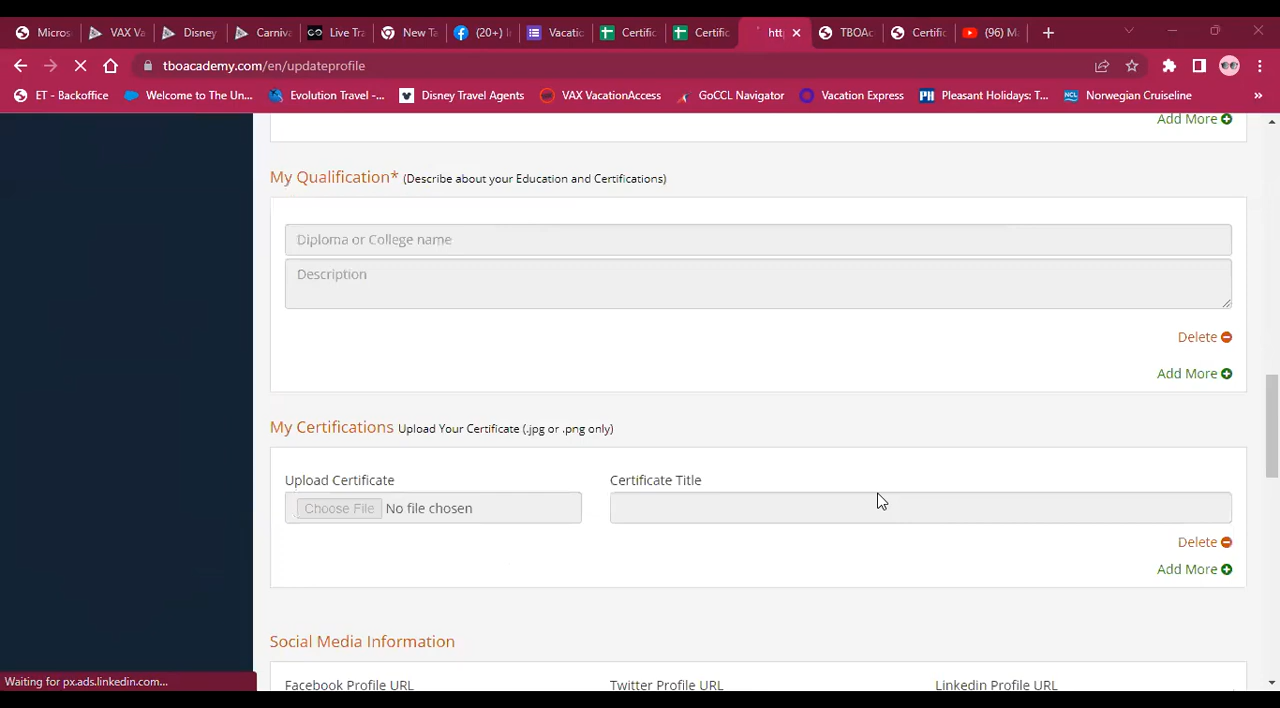 Micros
VAX Va
Disney
Carniva
Live Tra
New Ta
(20+) I
Vacatio
Certific
Certific
htt
TBOAc
Certific
(96) M
tboacademy.com/en/updateprofile
ET - Backoffice
Welcome to The Un...
Evolution Travel -...
Disney Travel Agents
VAX VacationAccess
GoCCL Navigator
Vacation Express
PH Pleasant Holidays: T...
NCL Norwegian Cruiseline
»
Add More
My Qualification* (Describe about your Education and Certifications)
Diploma or College name
Description
Delete
Add More
My Certifications Upload Your Certificate (.jpg or .png only)
Upload Certificate
Certificate Title
Choose File No file chosen
Delete
Add More
Social Media Information
Facebook Profile URL
Twitter Profile URL
Linkedin Profile URL
Waiting for px.ads.linkedin.com...